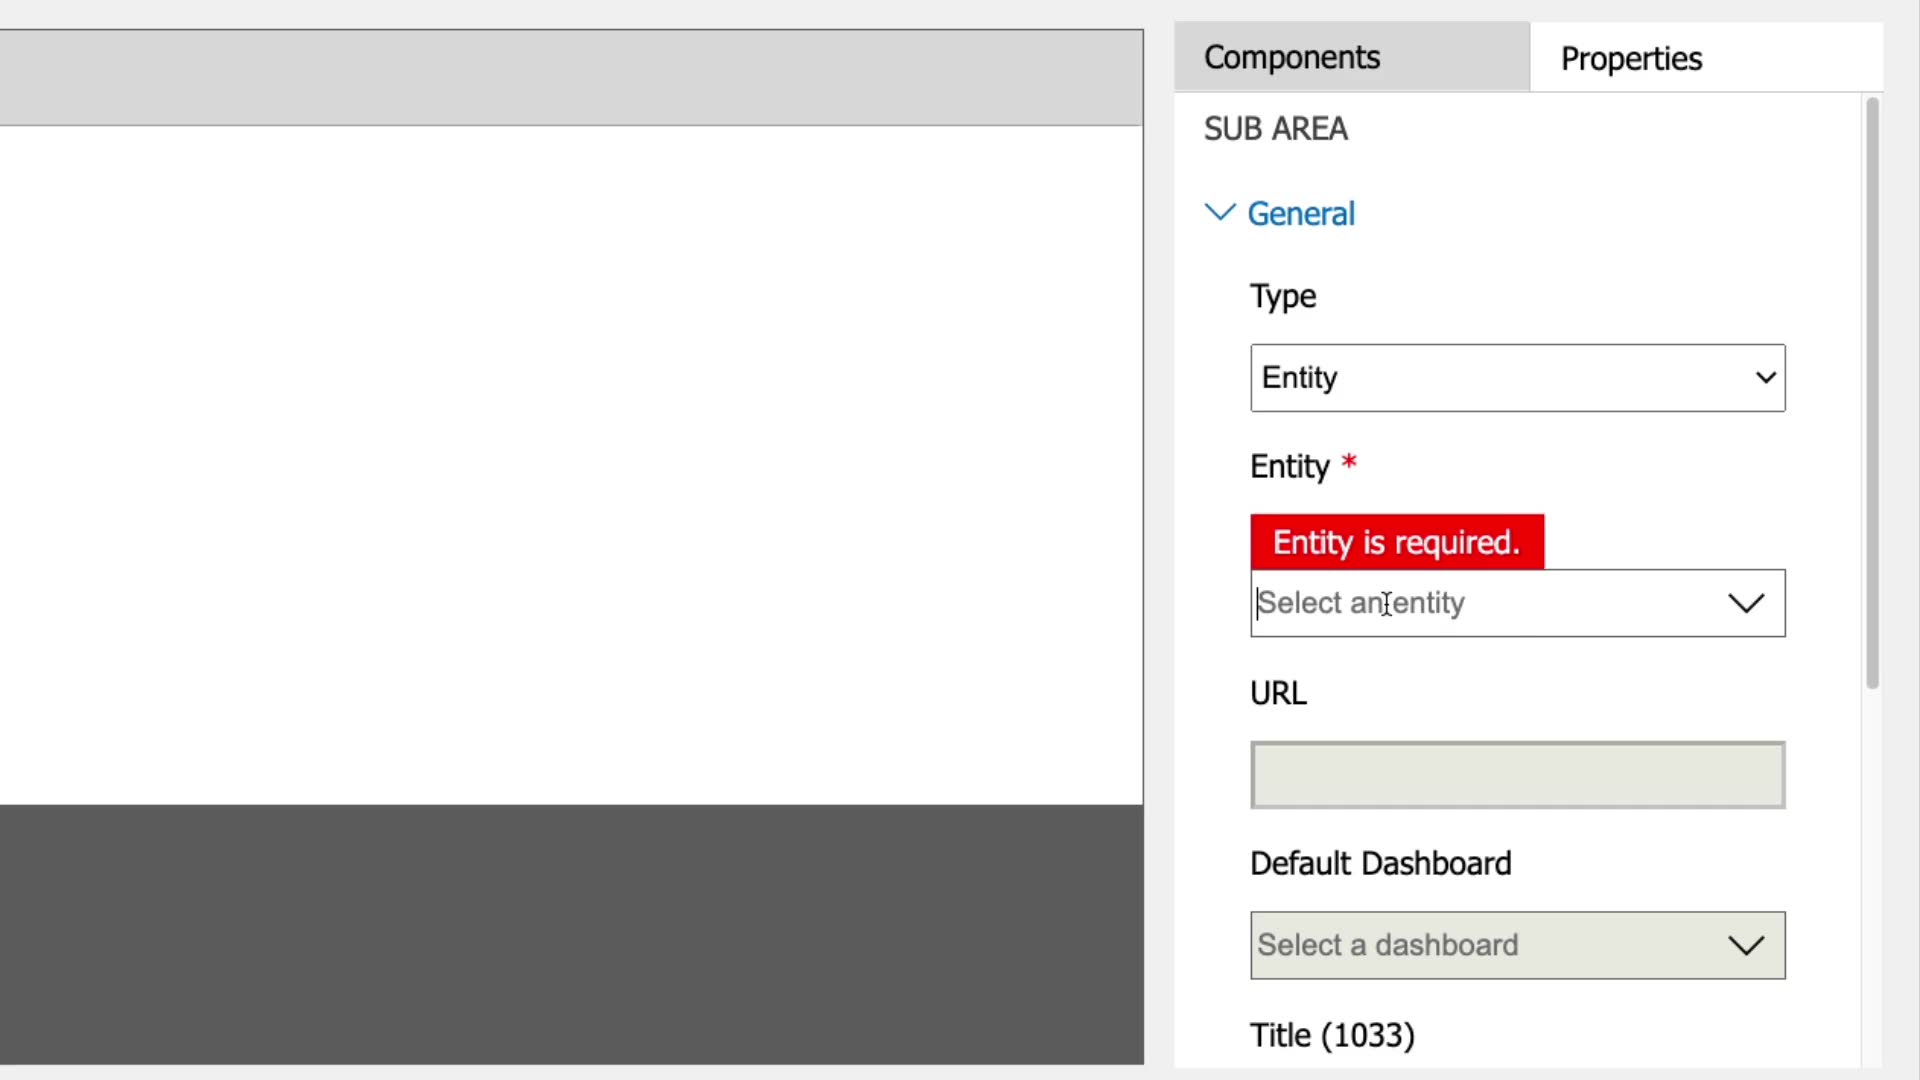 Components
Properties
SUB AREA
General
Type
Entity
Entity *
Entity is required.
Select an entity
URL
Default Dashboard
Select a dashboard
Title (1033)